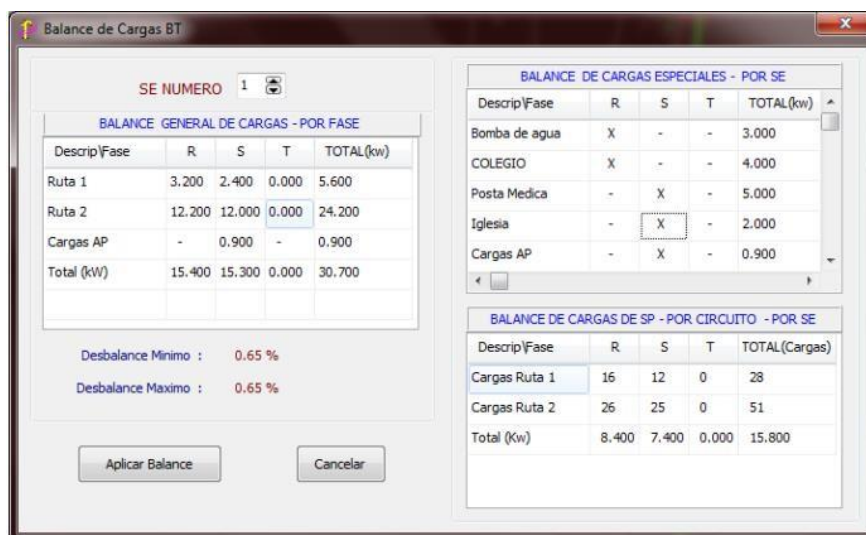 Balance de Cargas BT
SE NUMERO 1
BALANCE GENERAL DE CARGAS - POR FASE
Descrip\Fase R S T TOTAL(kw)
Ruta 1 3.200 2.400 0.000 5.600
Ruta 2 12.200 12.000 0.000 24.200
Cargas AP - 0.900 - 0.900
Total (kW) 15.400 15.300 0.000 30.700
Desbalance Minimo : 0.65 %
Desbalance Maximo : 0.65 %
Aplicar Balance Cancelar
BALANCE DE CARGAS ESPECIALES - POR SE
Descrip\Fase R S T TOTAL(kw)
Bomba de agua X - - 3.000
COLEGIO X - - 4.000
Posta Medica - X - 5.000
Iglesia - X - 2.000
Cargas AP - X - 0.900
BALANCE DE CARGAS DE SP - POR CIRCUITO - POR SE
Descrip\Fase R S T TOTAL(Cargas)
Cargas Ruta 1 16 12 0 28
Cargas Ruta 2 26 25 0 51
Total (Kw) 8.400 7.400 0.000 15.800